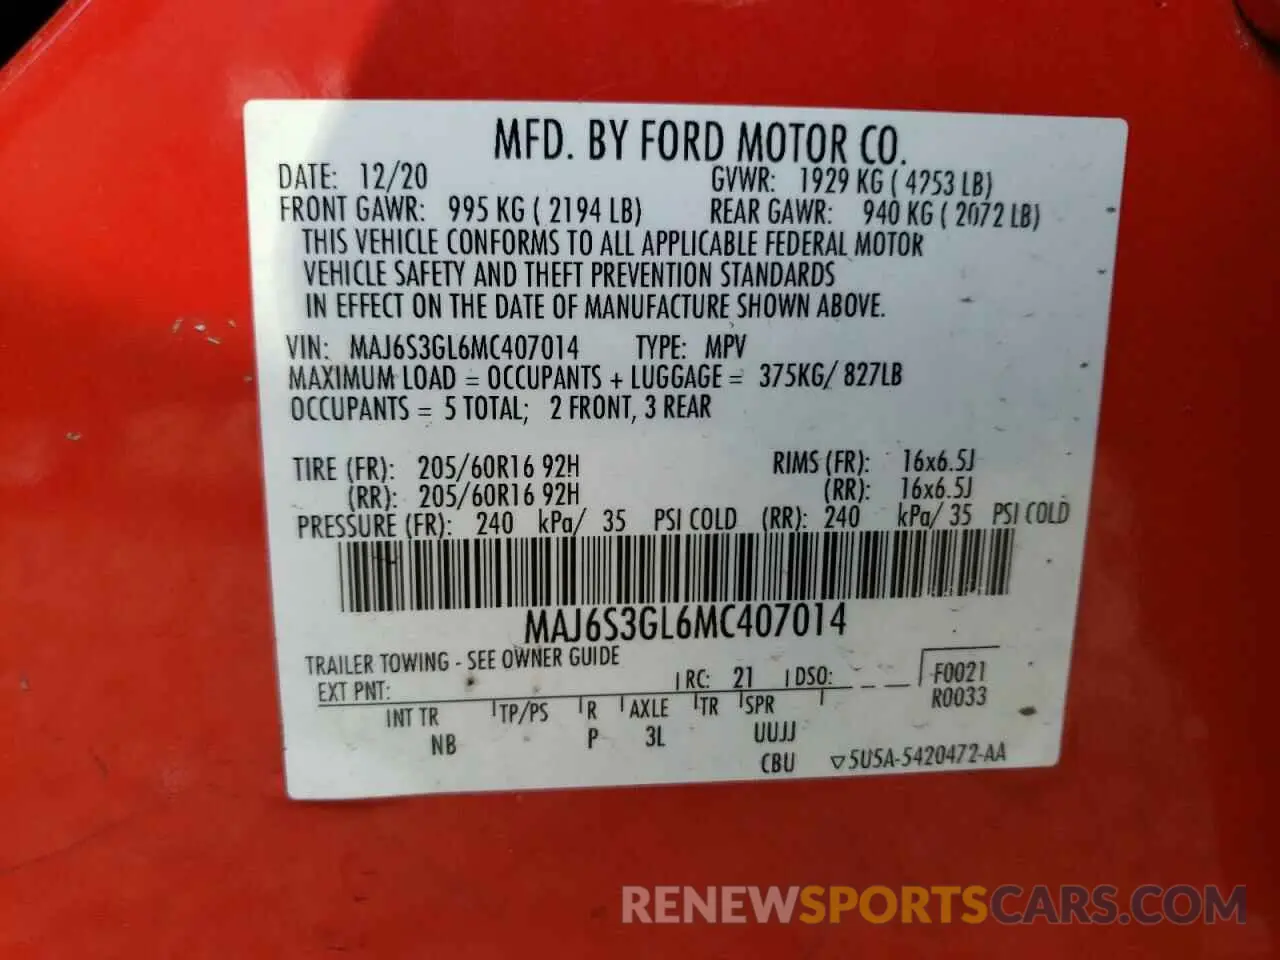 MFD. BY FORD MOTOR CO.
DATE: 12/20 GVWR: 1929 KG ( 4253 LB)
FRONT GAWR: 995 KG ( 2194 LB) REAR GAWR: 940 KG ( 2072 LB)
THIS VEHICLE CONFORMS TO ALL APPLICABLE FEDERAL MOTOR
VEHICLE SAFETY AND THEFT PREVENTION STANDARDS
IN EFFECT ON THE DATE OF MANUFACTURE SHOWN ABOVE.
VIN: MAJ6S3GL6MC407014 TYPE: MPV
MAXIMUM LOAD = OCCUPANTS + LUGGAGE = 375KG/ 827LB
OCCUPANTS = 5 TOTAL; 2 FRONT, 3 REAR
TIRE (FR): 205/60R16 92H RIMS (FR): 16x6.5J
(RR): 205/60R16 92H (RR): 16x6.5J
PRESSURE (FR): 240 kPa/ 35 PSI COLD (RR): 240 kPa/ 35 PSI COLD
MAJ6S3GL6MC407014
TRAILER TOWING - SEE OWNER GUIDE
EXT PNT: RC: 21 DSO: F0021
R0033
INT TR TP/PS R AXLE TR SPR
NB P 3L UUJJ
CBU ▽5U5A-5420472-AA
RENEWSPORTSCARS.COM